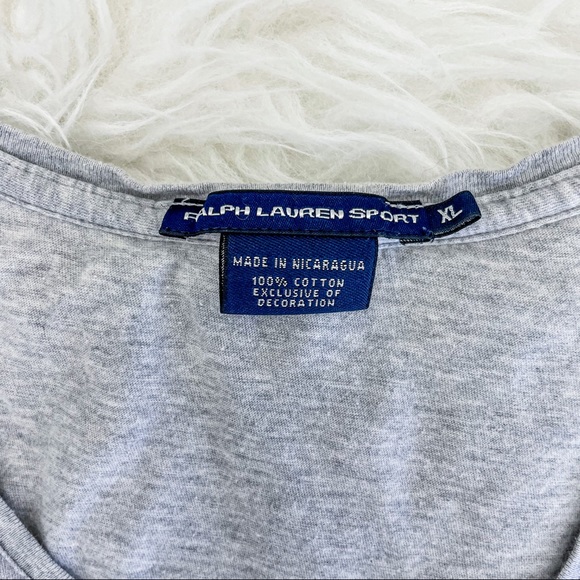 RALPH LAUREN SPORT XL
MADE IN NICARAGUA
100% COTTON
EXCLUSIVE OF
DECORATION